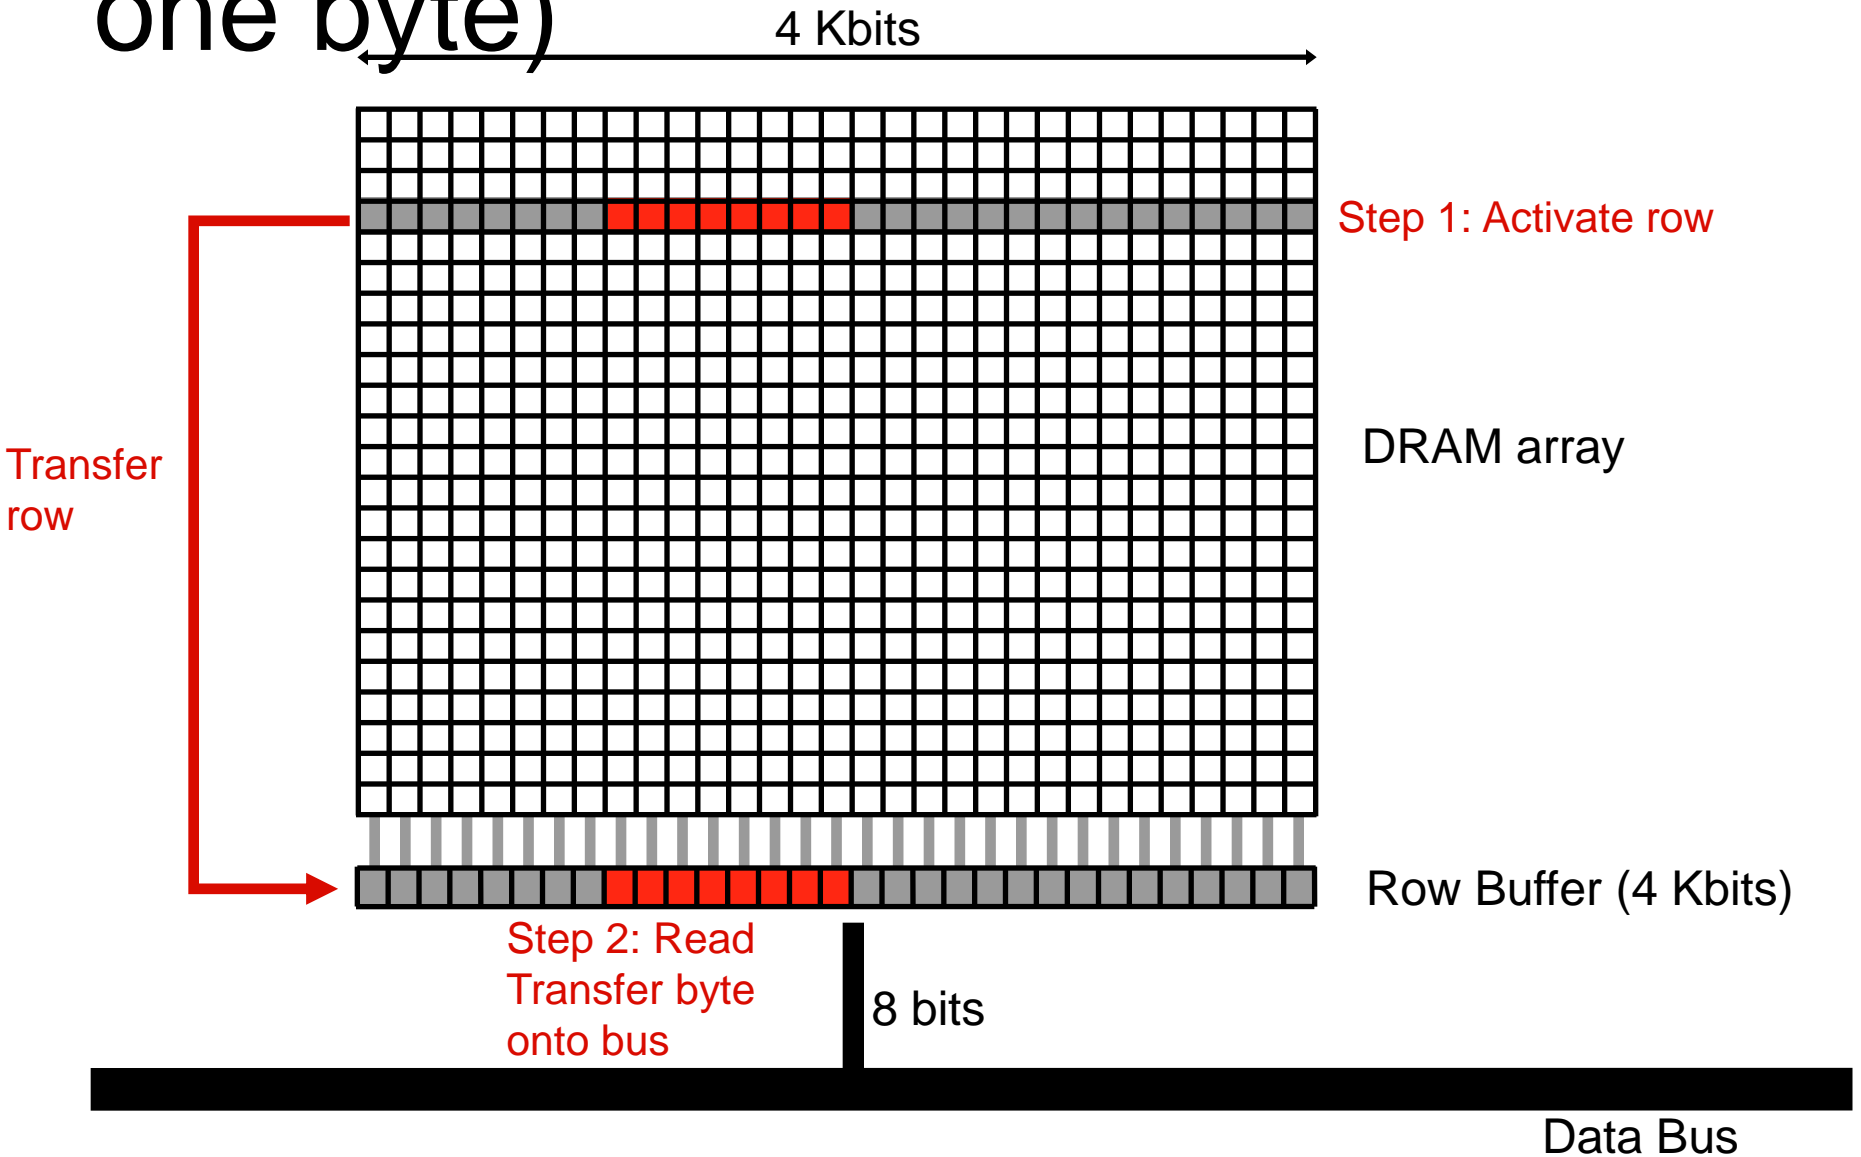 one byte)
4 Kbits
Step 1: Activate row
DRAM array
Transfer
row
Row Buffer (4 Kbits)
Step 2: Read
Transfer byte
onto bus
8 bits
Data Bus